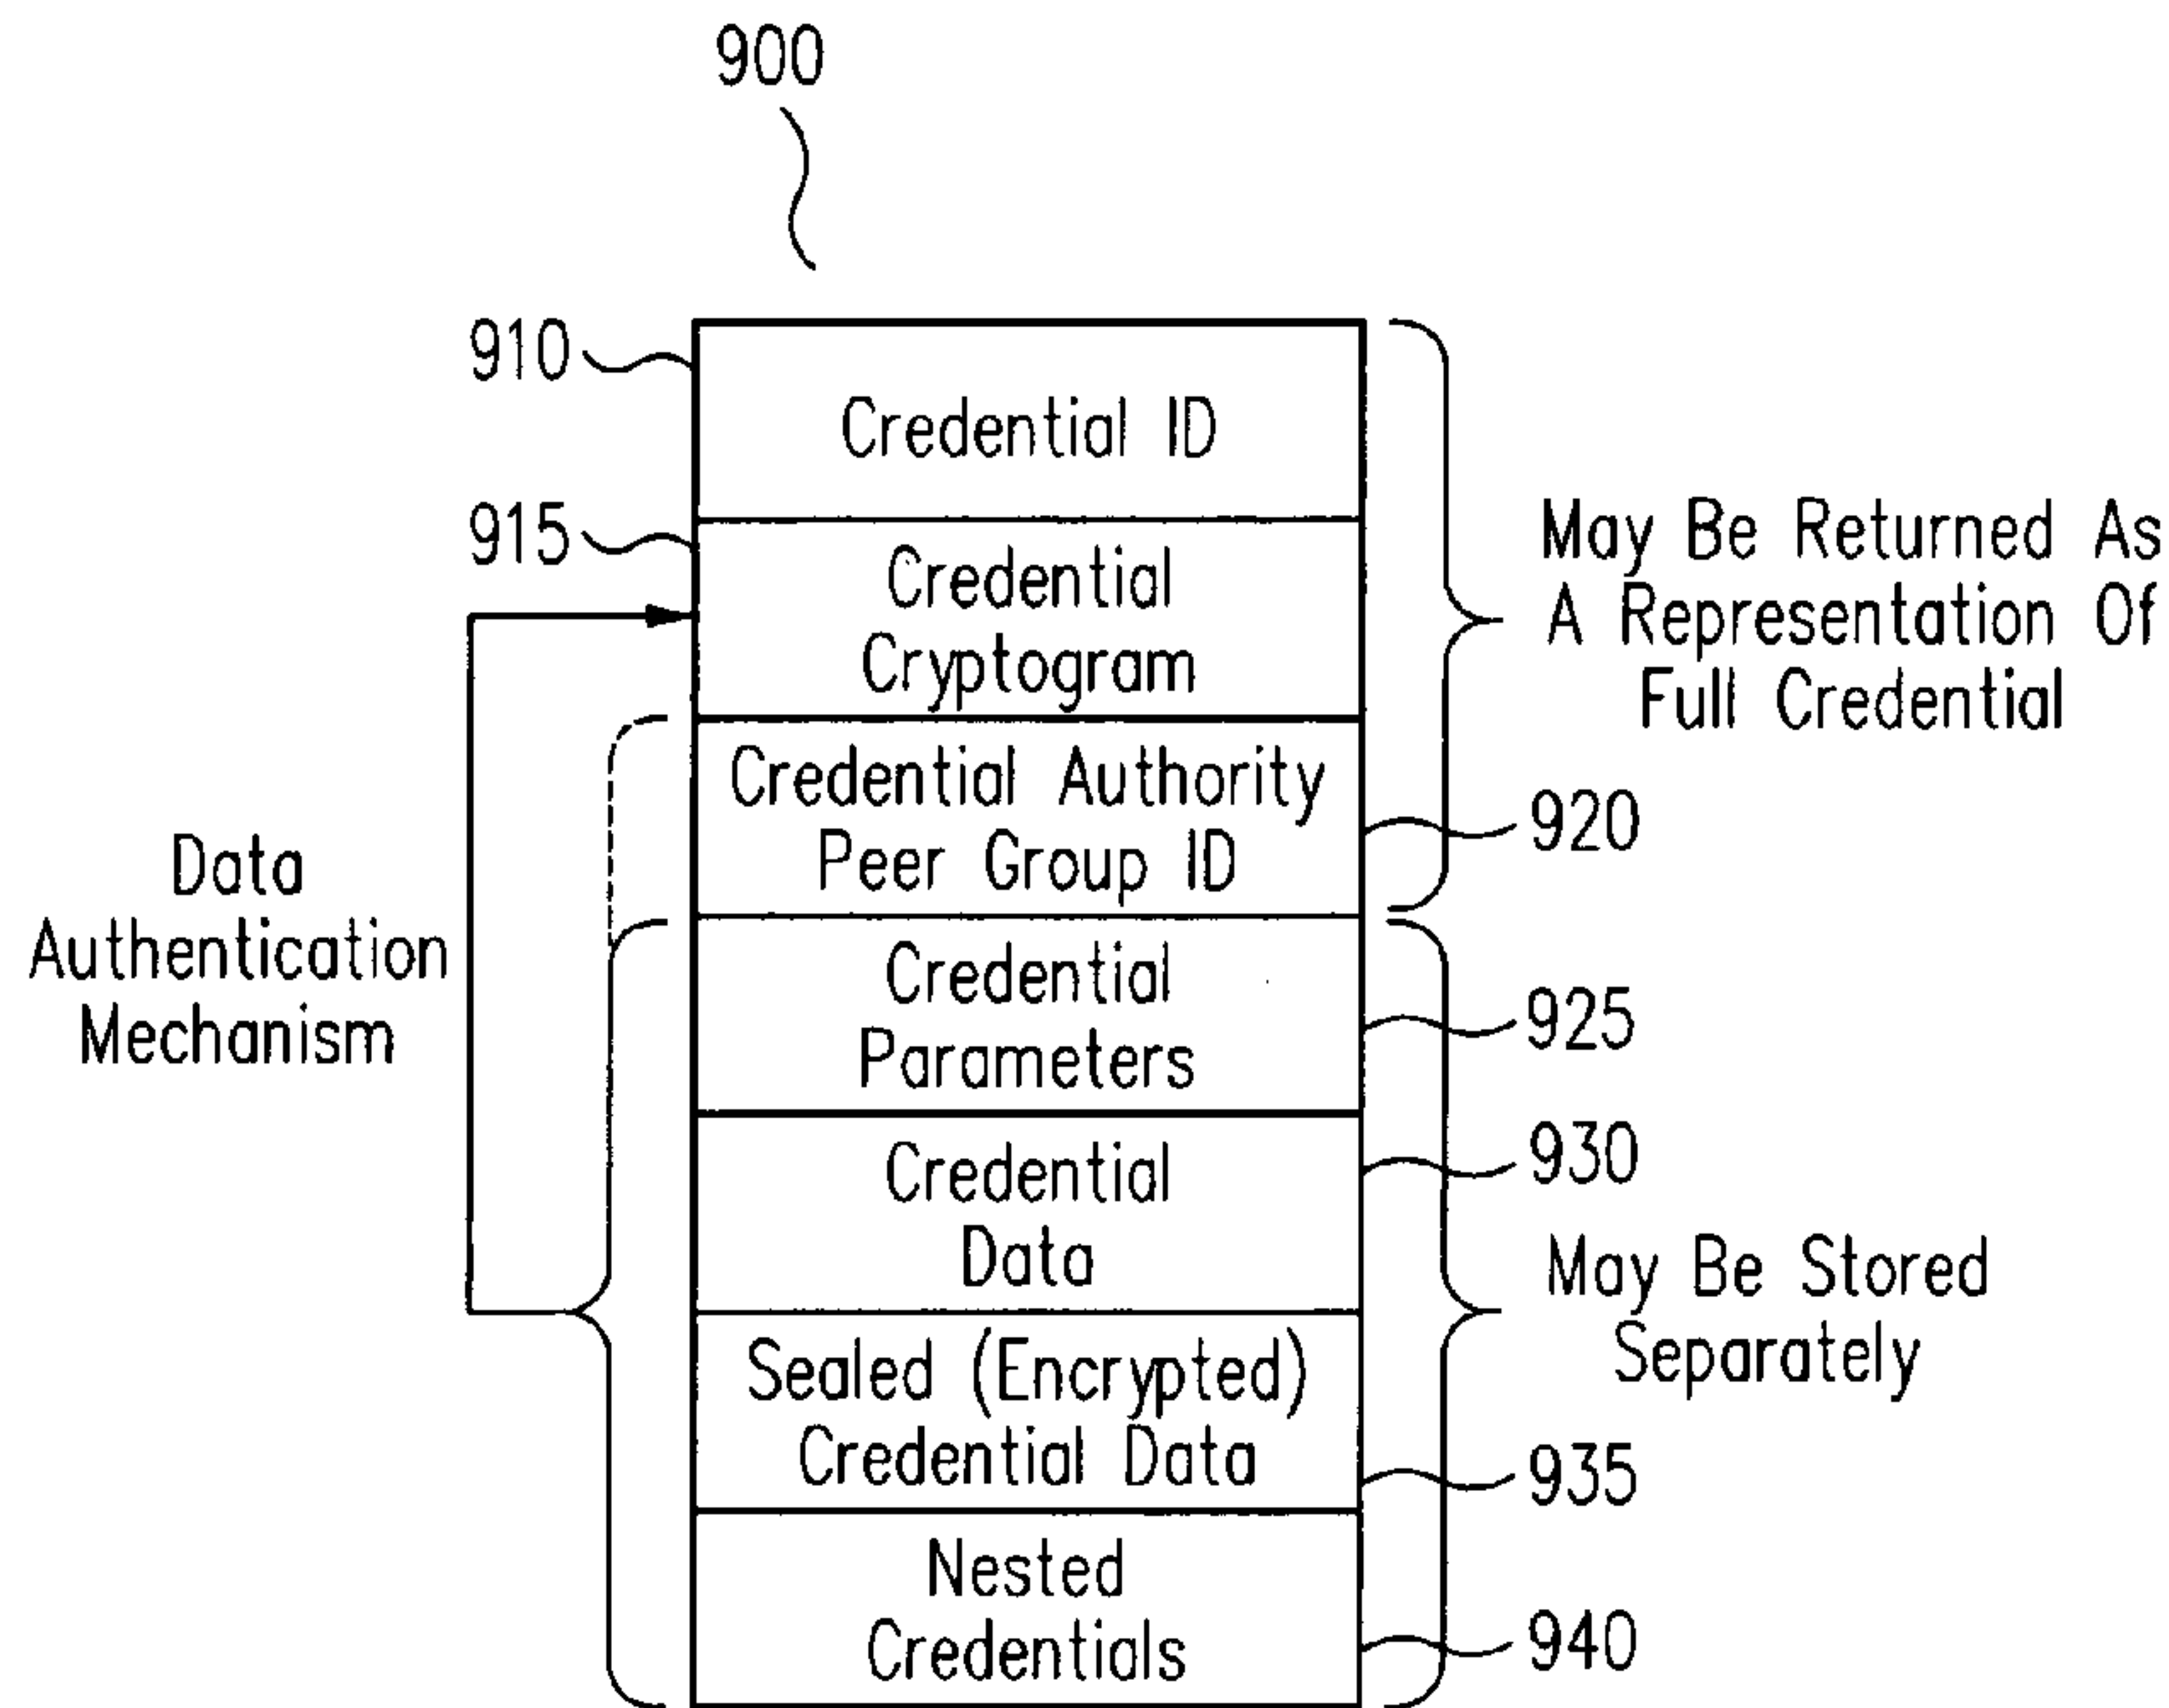 900
910
Credential ID
915
Credential
Cryptogram
May Be Returned As
A Representation Of
Full Credential
Credential Authority
Peer Group ID
920
Data
Authentication
Mechanism
Credential
Parameters
925
Credential
Data
930
May Be Stored
Separately
Sealed (Encrypted)
Credential Data
935
Nested
Credentials
940